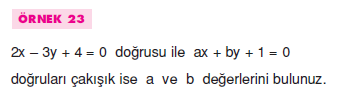 ÖRNEK 23
2x – 3y + 4 = 0 doğrusu ile ax + by + 1 = 0
doğruları çakışık ise a ve b değerlerini bulunuz.